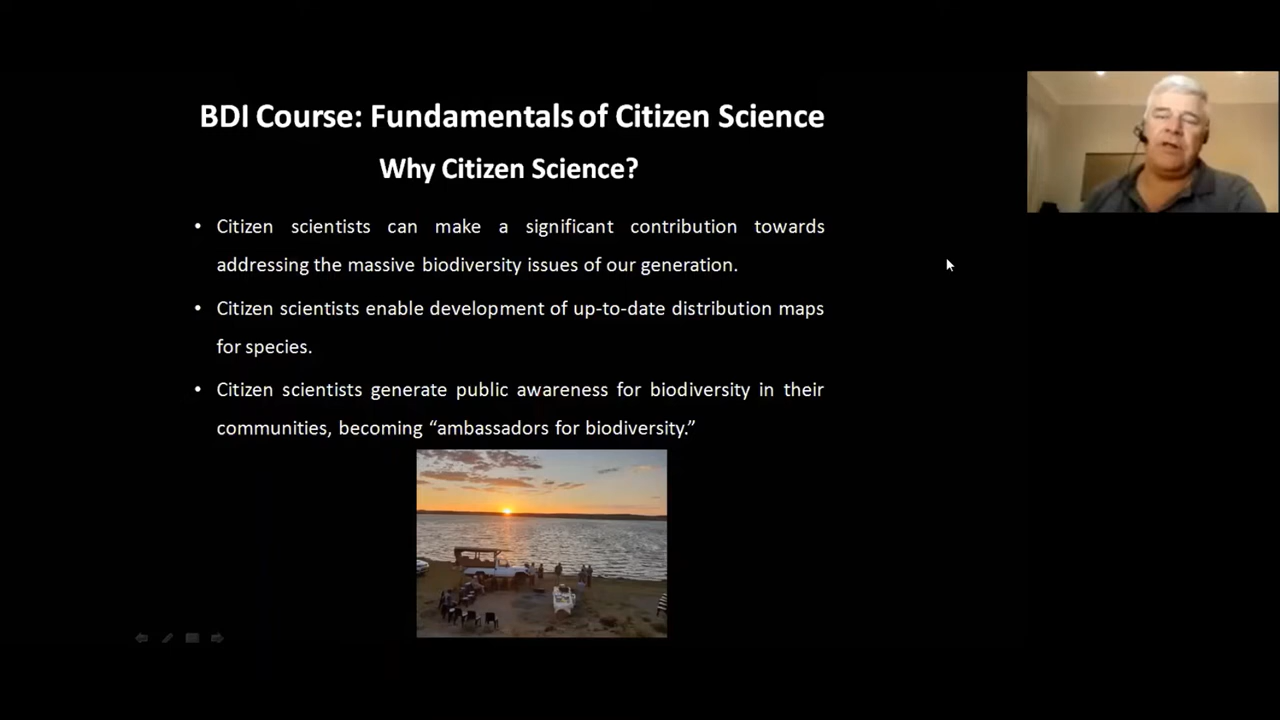 BDI Course: Fundamentals of Citizen Science
Why Citizen Science?
• Citizen scientists can make a significant contribution towards
addressing the massive biodiversity issues of our generation.
• Citizen scientists enable development of up-to-date distribution maps
for species.
• Citizen scientists generate public awareness for biodiversity in their
communities, becoming “ambassadors for biodiversity.”